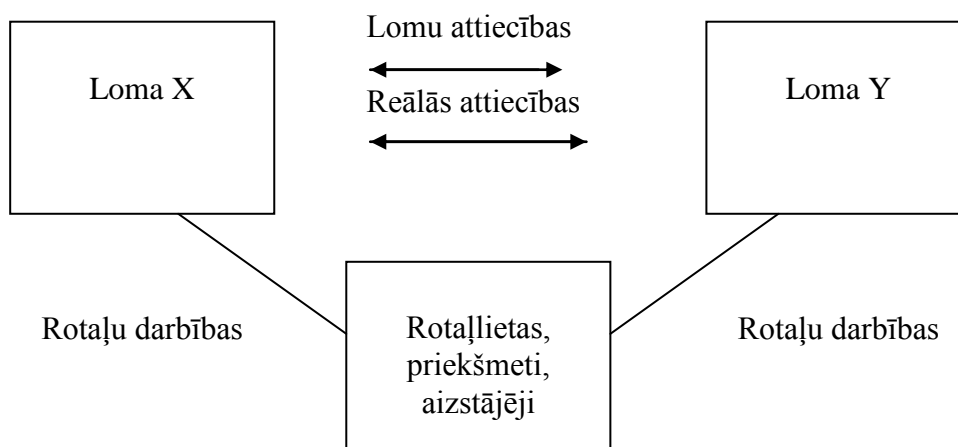 Lomu attiecības
Loma X
Loma Y
Reālās attiecības
Rotaļu darbības
Rotaļlietas,
priekšmeti,
aizstājēji
Rotaļu darbības